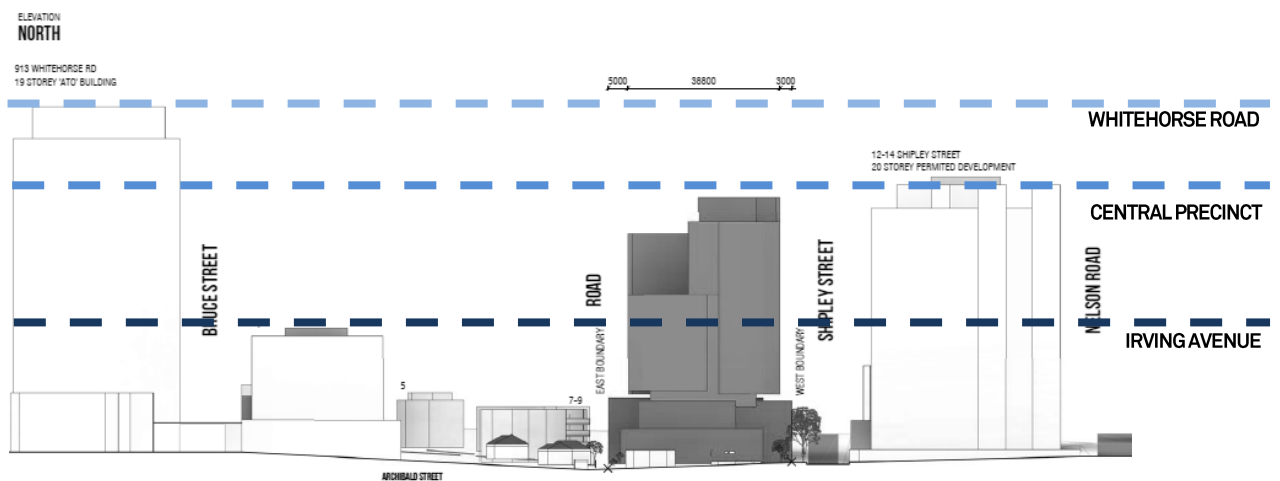 ELEVATION
NORTH
913 WHITEHORSE RD
19 STOREY 'ATO' BUILDING
5000 38800 3000
WHITEHORSE ROAD
12-14 SHIPLEY STREET
20 STOREY PERMITED DEVELOPMENT
CENTRAL PRECINCT
BRUCE STREET
ROAD
SHIPLEY STREET
NELSON ROAD
IRVING AVENUE
EAST BOUNDARY
WEST BOUNDARY
5
7-9
ARCHIBALD STREET